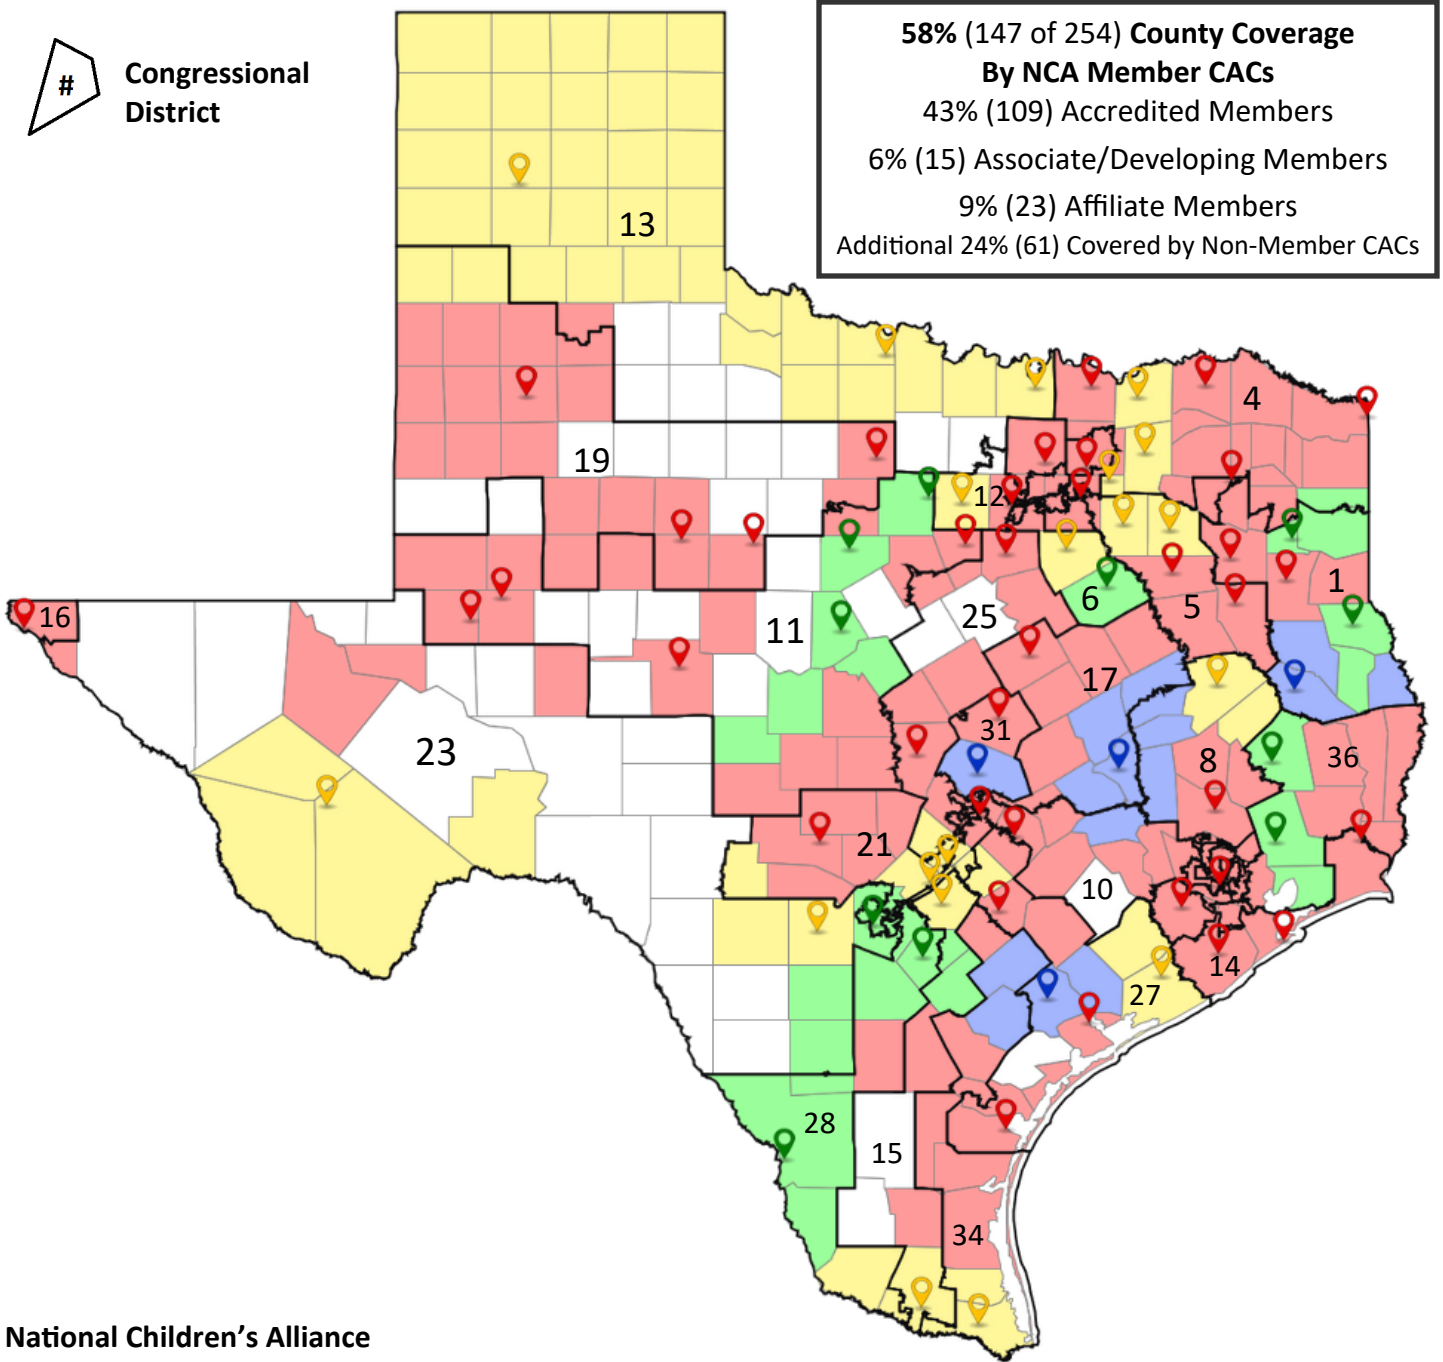 58% (147 of 254) County Coverage
By NCA Member CACs
43% (109) Accredited Members
6% (15) Associate/Developing Members
9% (23) Affiliate Members
Additional 24% (61) Covered by Non-Member CACs
#
Congressional
District
13
4
19
12
1
16
6
5
25
11
17
31
23
8
36
21
10
14
27
28
15
34
National Children’s Alliance